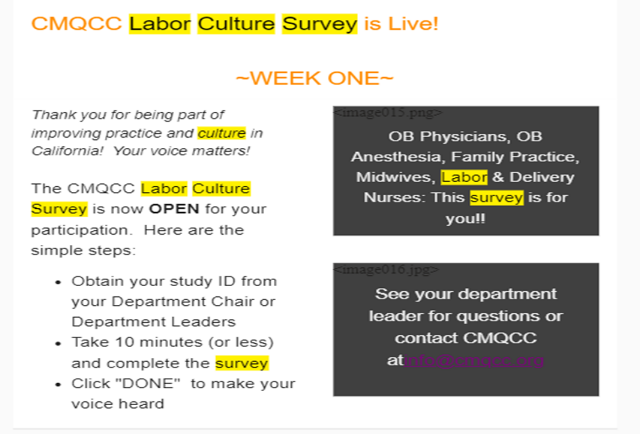 CMQCC Labor Culture Survey is Live!
~WEEK ONE~
Thank you for being part of
improving practice and culture in
California!  Your voice matters!
The CMQCC Labor Culture
Survey is now OPEN for your
participation.  Here are the
simple steps:
• Obtain your study ID from
your Department Chair or
Department Leaders
• Take 10 minutes (or less)
and complete the survey
• Click "DONE"  to make your
voice heard
<image015.png>
OB Physicians, OB
Anesthesia, Family Practice,
Midwives, Labor & Delivery
Nurses: This survey is for
you!!
<image016.jpg>
See your department
leader for questions or
contact CMQCC
atinfo@cmqcc.org